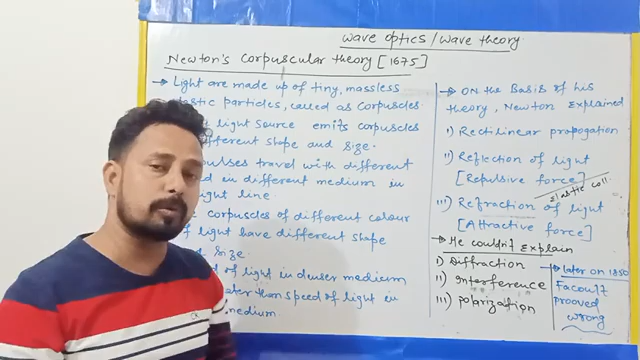 Wave optics/Wave theory
Newton's Corpuscular theory [1675]
→ Light are made up of tiny, massless
particles, called as Corpuscles
light source emits corpuscles
different shape and size.
travel with different
in different medium in
line.
corpuscles of different colour
of light have different shape
size.
of light in denser medium
than speed of light in
medium.
→ ON the Basis of his
theory, Newton Explained
i) Rectilinear propogation
ii) Reflection of light
[Repulsive force]
Elastic coll.
iii) Refraction of light
[Attractive force]
→ He couldn't Explain
i) Diffraction
ii) Interference
iii) polarization
→ Later on 1850
Facoult
prooved
wrong